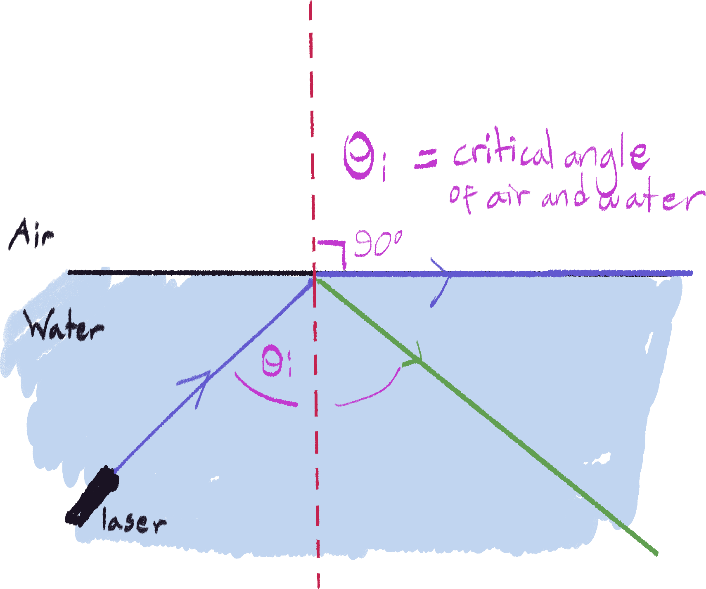 θi = critical angle
of air and water
Air
90°
Water
θi
laser